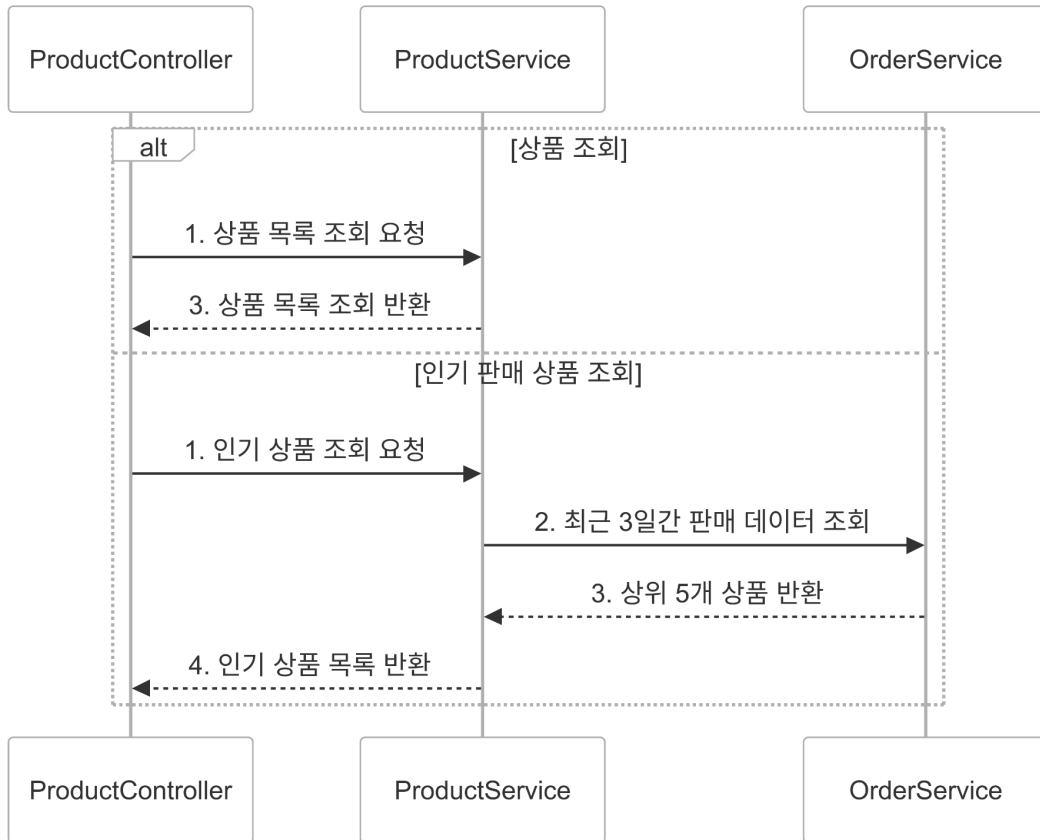 ProductController
ProductService
OrderService
alt
[상품 조회]
1. 상품 목록 조회 요청
3. 상품 목록 조회 반환
[인기 판매 상품 조회]
1. 인기 상품 조회 요청
2. 최근 3일간 판매 데이터 조회
3. 상위 5개 상품 반환
4. 인기 상품 목록 반환
ProductController
ProductService
OrderService